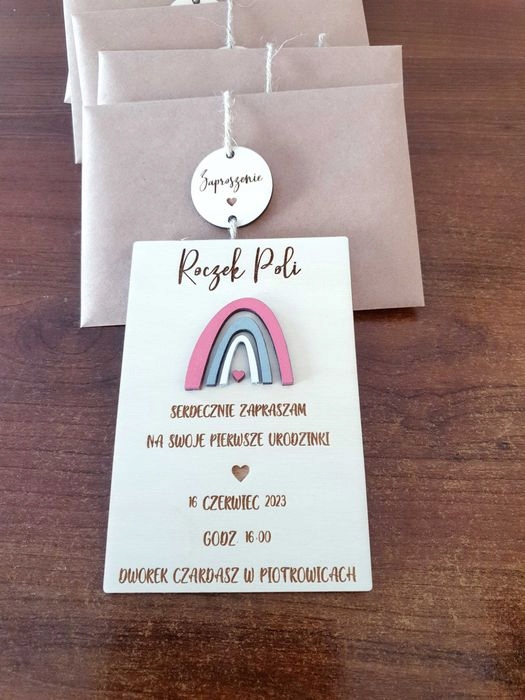 Zaproszenie
Roczek Poli
SERDECZNIE ZAPRASZAM
NA SWOJE PIERWSZE URODZINKI
16 CZERWIEC 2023
GODZ. 16:00
DWOREK CZARDASZ W PIOTROWICACH